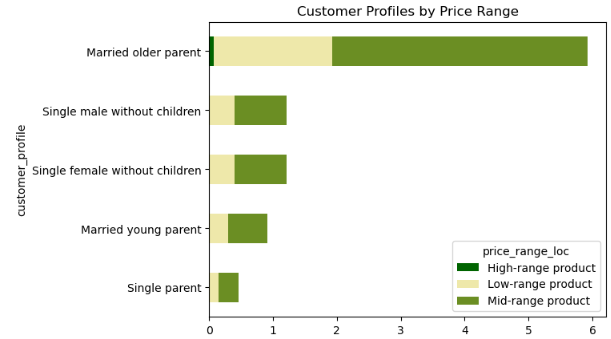 Customer Profiles by Price Range
customer_profile
Married older parent
Single male without children
Single female without children
Married young parent
Single parent
price_range_loc
High-range product
Low-range product
Mid-range product
0 1 2 3 4 5 6